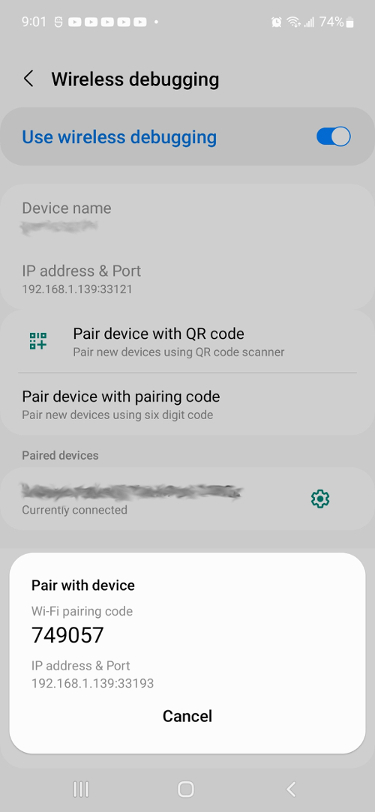 9:01
74%
Wireless debugging
Use wireless debugging
Device name
IP address & Port
192.168.1.139:33121
Pair device with QR code
Pair new devices using QR code scanner
Pair device with pairing code
Pair new devices using six digit code
Paired devices
Currently connected
Pair with device
Wi-Fi pairing code
749057
IP address & Port
192.168.1.139:33193
Cancel